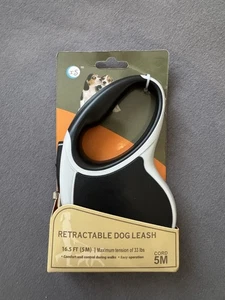 RETRACTABLE DOG LEASH
16.5 FT (5M) | Maximum tension of 33 lbs
• Comfort and control during walks • Easy operation
CORD
5M